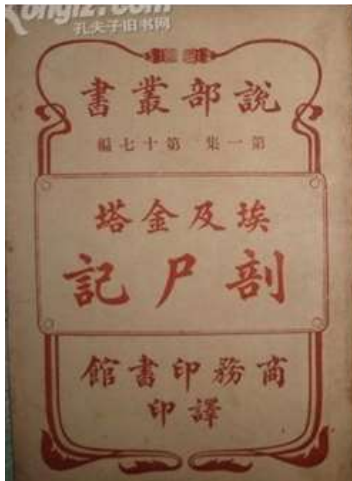 孔夫子旧书网
說部叢書
第一集 第十七編
埃及金塔
剖尸記
商務印書館
譯印